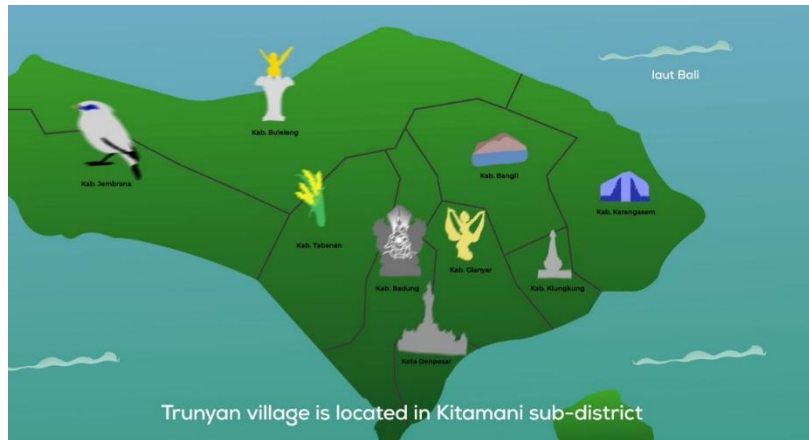 laut Bali
Kab. Buleleng
Kab. Jembrana
Kab. Bangli
Kab. Karangasem
Kab. Tabanan
Kab. Badung
Kab. Gianyar
Kab. Klungkung
Kota Denpasar
Trunyan village is located in Kitamani sub-district